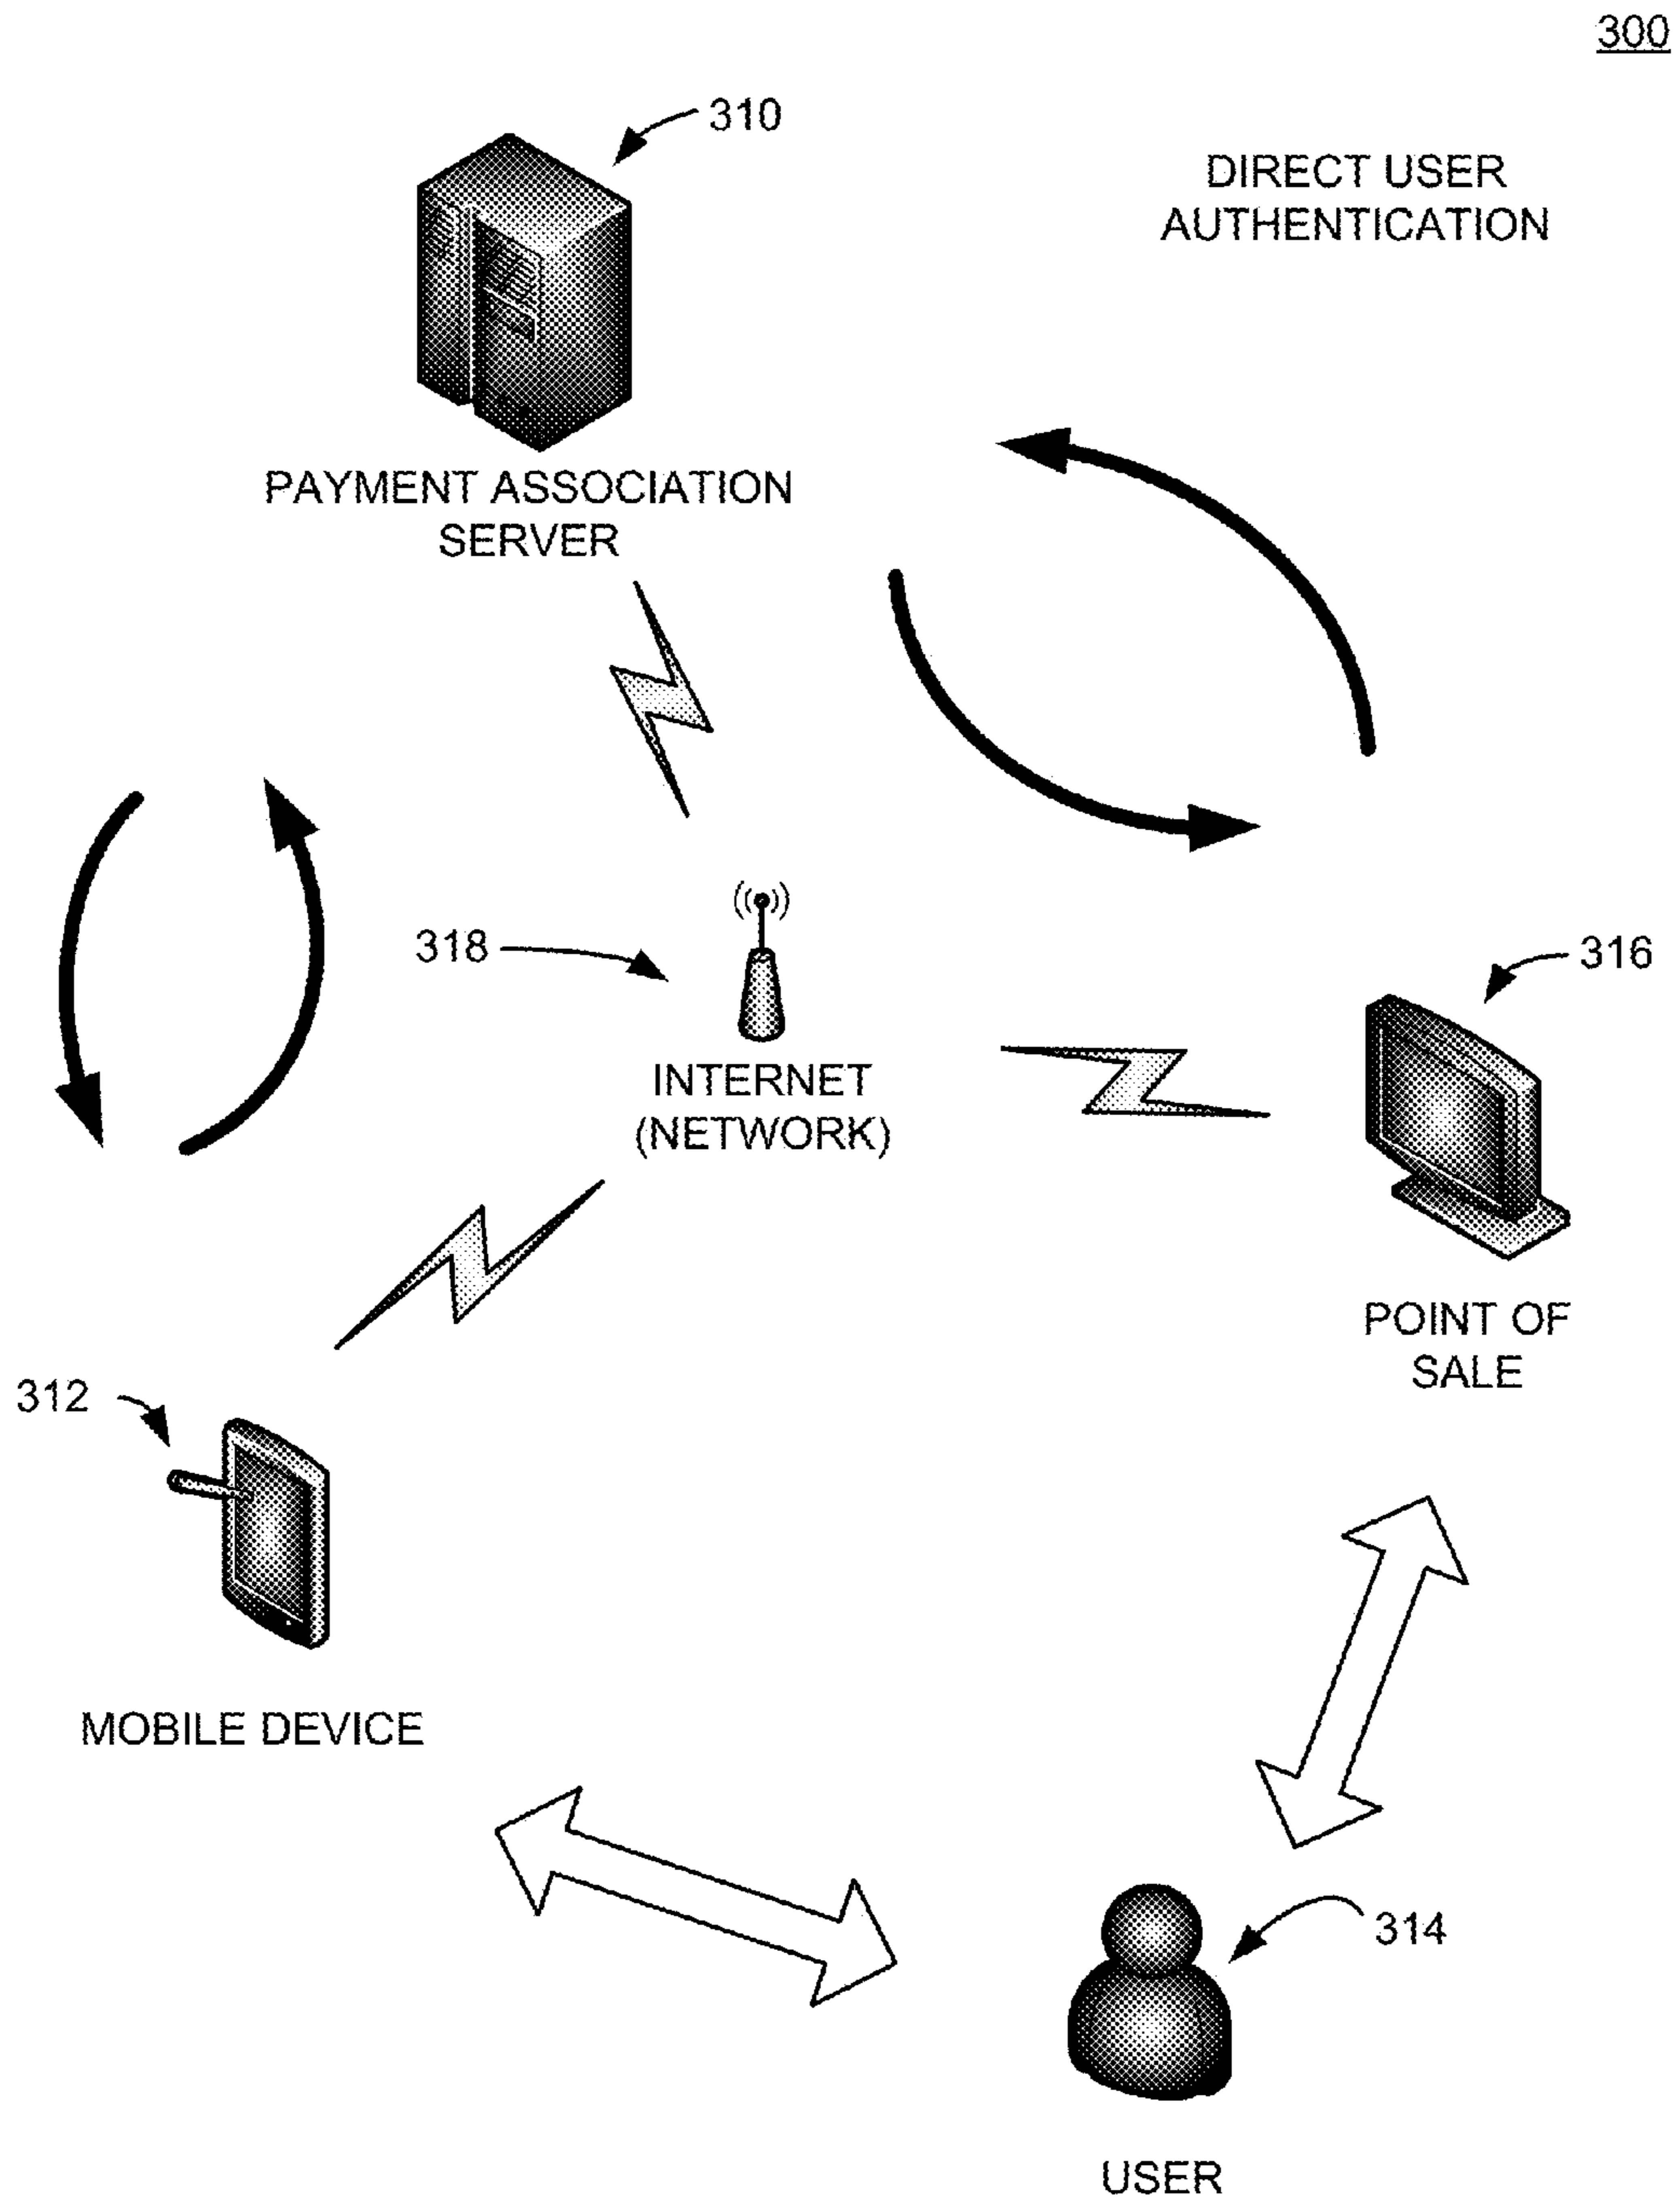 300
310
DIRECT USER
AUTHENTICATION
PAYMENT ASSOCIATION
SERVER
318
316
INTERNET
(NETWORK)
POINT OF
SALE
312
MOBILE DEVICE
314
USER